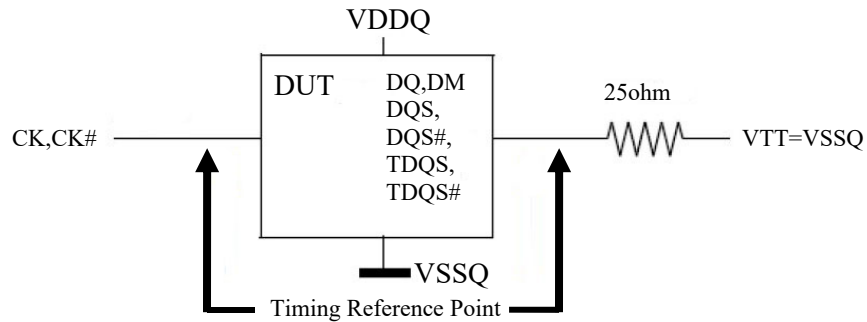 VDDQ
DUT
DQ,DM
DQS,
DQS#,
TDQS,
TDQS#
25ohm
CK,CK#
VTT=VSSQ
VSSQ
Timing Reference Point